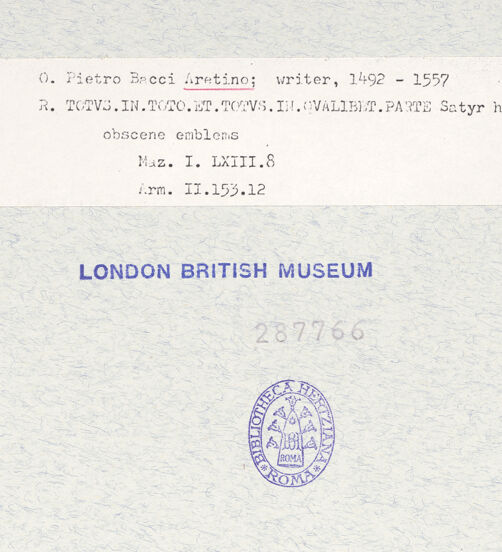 O. Pietro Bacci Aretino; writer, 1492 - 1557
R. TOTVS.IN.TOTO.ET.TOTVS.IN.QVALIBET.PARTE Satyr h
obscene emblems
Maz. I. LXIII.8
Arm. II.153.12
LONDON BRITISH MUSEUM
287766
BIBLIOTHECA HERTZIANA
ROMA
*ROMA*